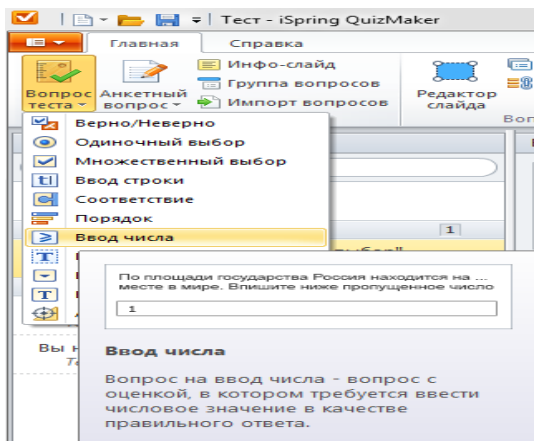 Тест - iSpring QuizMaker
Главная
Справка
Вопрос теста
Анкетный вопрос
Инфо-слайд
Группа вопросов
Импорт вопросов
Редактор слайда
Верно/Неверно
Одиночный выбор
Множественный выбор
Ввод строки
Соответствие
Порядок
Ввод числа
1
По площади государства Россия находится на ...
месте в мире. Впишите ниже пропущенное число
1
Ввод числа
Вопрос на ввод числа - вопрос с
оценкой, в котором требуется ввести
числовое значение в качестве
правильного ответа.